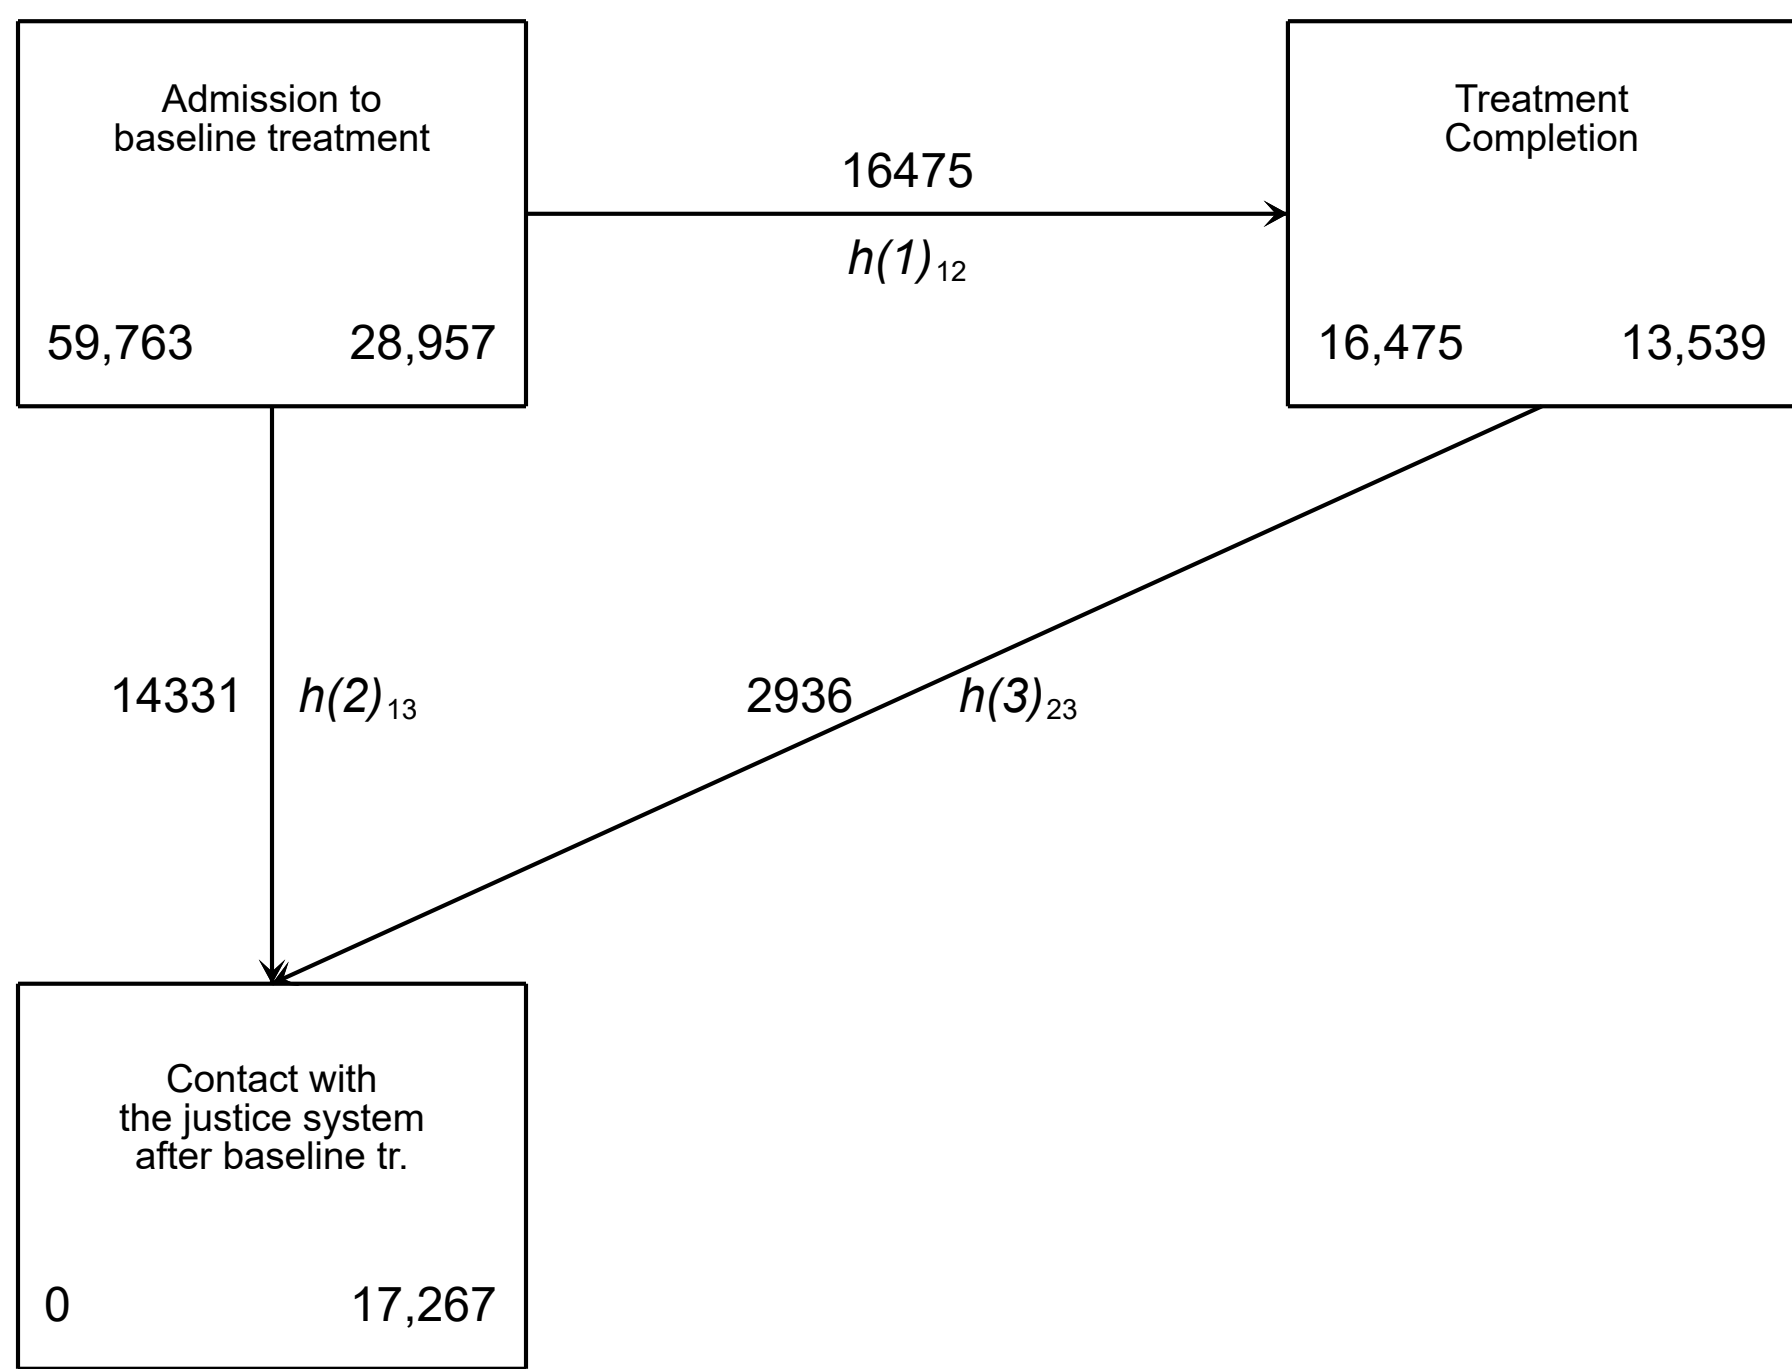 Admission to
baseline treatment
59,763 28,957
16475
h(1)12
Treatment
Completion
16,475 13,539
14331 h(2)13
2936 h(3)23
Contact with
the justice system
after baseline tr.
0 17,267